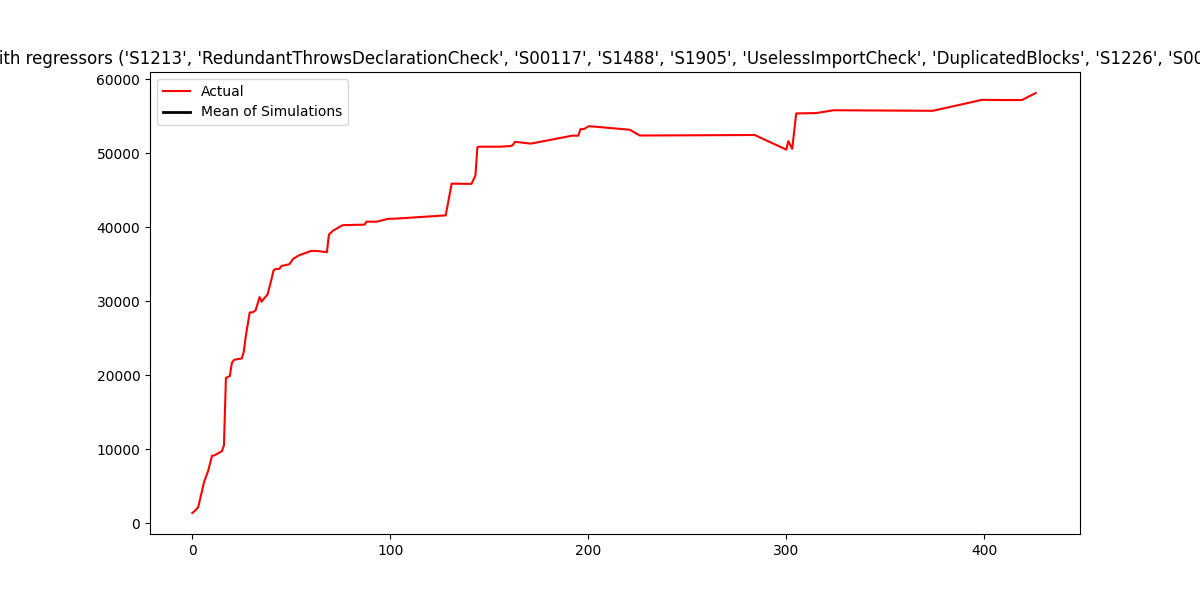 ith regressors ('S1213', 'RedundantThrowsDeclarationCheck', 'S00117', 'S1488', 'S1905', 'UselessImportCheck', 'DuplicatedBlocks', 'S1226', 'S00
Actual
Mean of Simulations
60000
50000
40000
30000
20000
10000
0
0 100 200 300 400